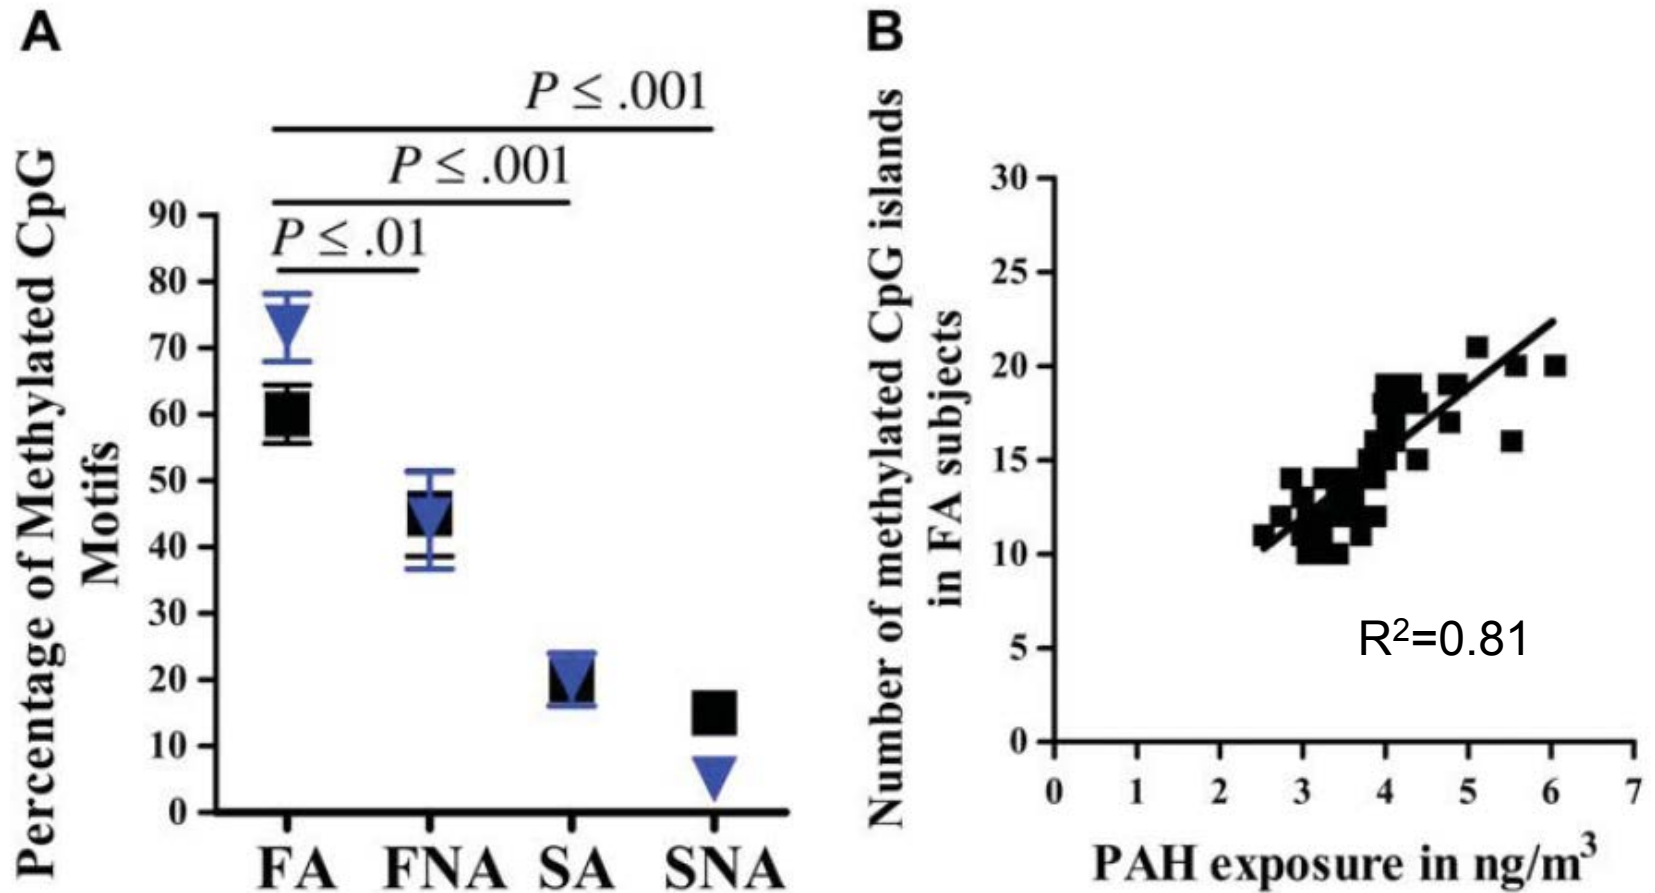 A
P ≤ .001
P ≤ .001
P ≤ .01
Percentage of Methylated CpG
Motifs
90
80
70
60
50
40
30
20
10
0
FA FNA SA SNA
B
Number of methylated CpG islands
in FA subjects
30
25
20
15
10
5
0
R²=0.81
0 1 2 3 4 5 6 7
PAH exposure in ng/m³